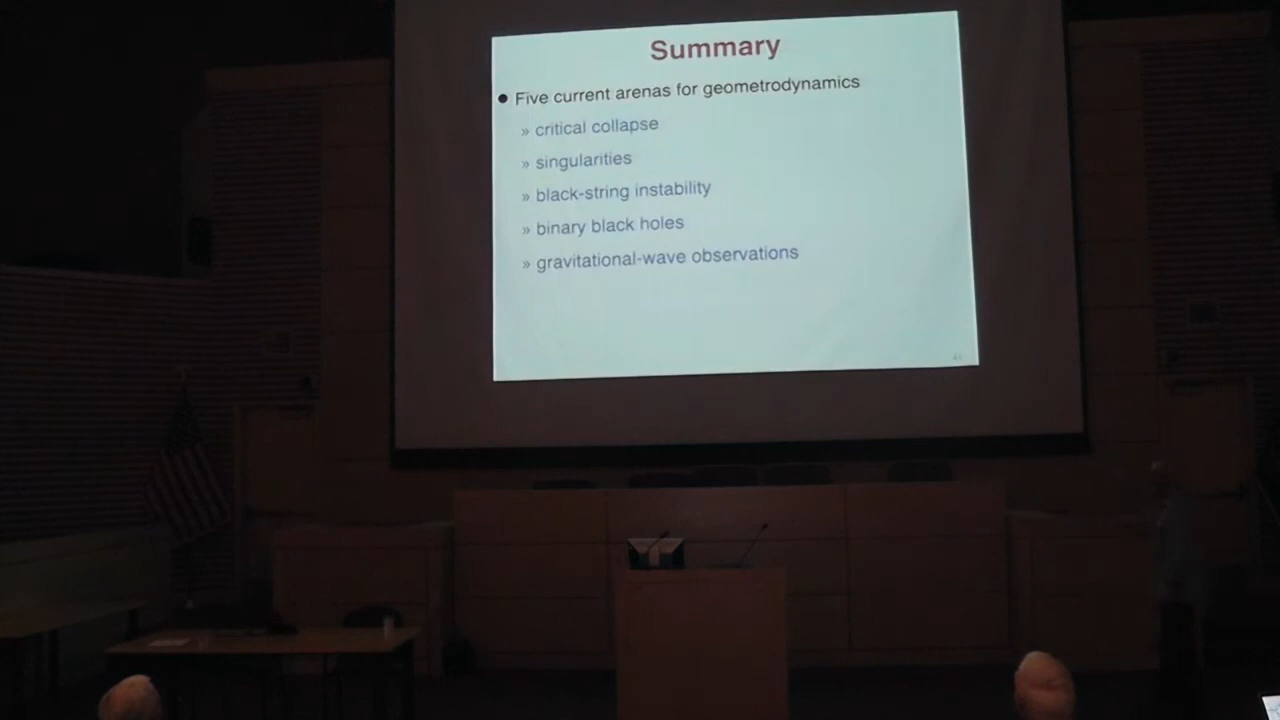 Summary
● Five current arenas for geometrodynamics
» critical collapse
» singularities
» black-string instability
» binary black holes
» gravitational-wave observations